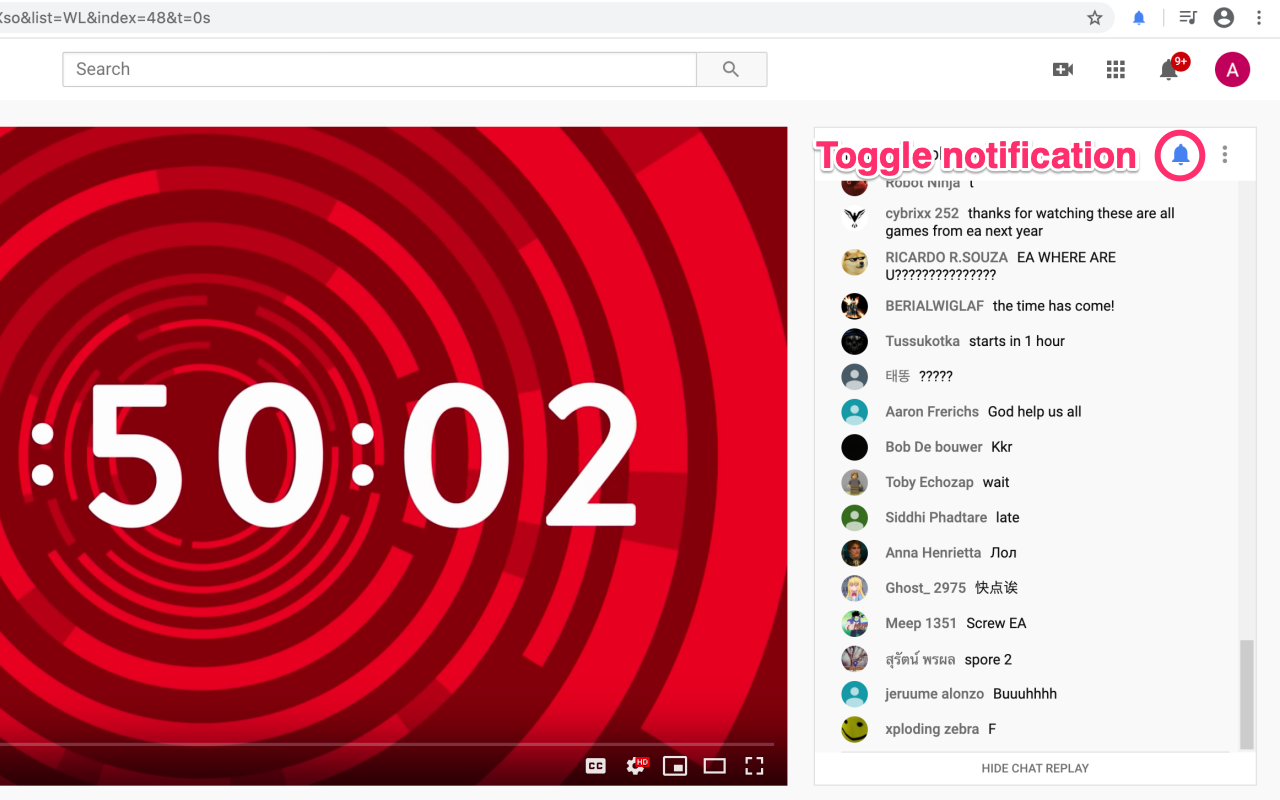 Xso&list=WL&index=48&t=0s
Search
9+
A
Toggle notification
Robot Ninja t
cybrixx 252 thanks for watching these are all
games from ea next year
RICARDO R.SOUZA EA WHERE ARE
U???????????????
BERIALWIGLAF the time has come!
Tussukotka starts in 1 hour
태똥 ?????
Aaron Frerichs God help us all
Bob De bouwer Kkr
Toby Echozap wait
Siddhi Phadtare late
Anna Henrietta Лол
Ghost_ 2975 快点诶
Meep 1351 Screw EA
สุรัตน์ พรผล spore 2
jeruume alonzo Buuuhhhh
xploding zebra F
:50:02
CC
HD
HIDE CHAT REPLAY